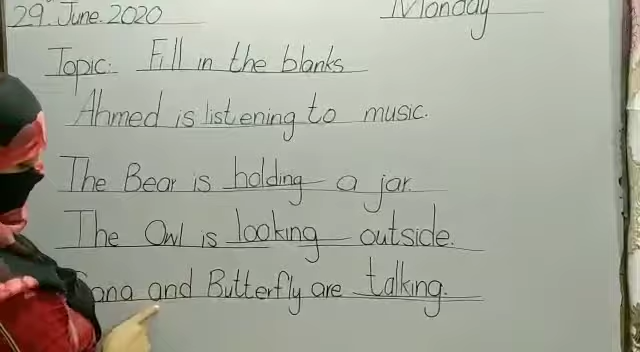 29. June. 2020 Monday
Topic: Fill in the blanks
Ahmed is listening to music.
The Bear is holding a jar.
The Owl is looking outside.
and Butterfly are talking.